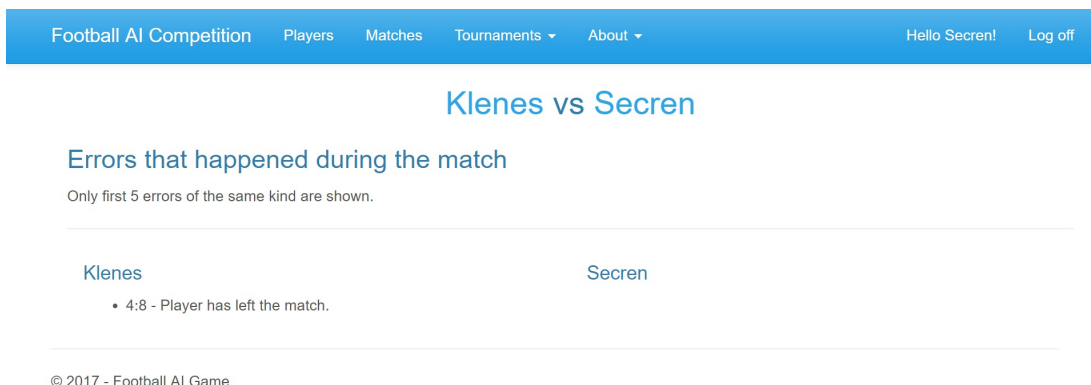 Football AI Competition Players Matches Tournaments About Hello Secren! Log off
Klenes vs Secren
Errors that happened during the match
Only first 5 errors of the same kind are shown.
Klenes Secren
• 4:8 - Player has left the match.
© 2017 - Football AI Game